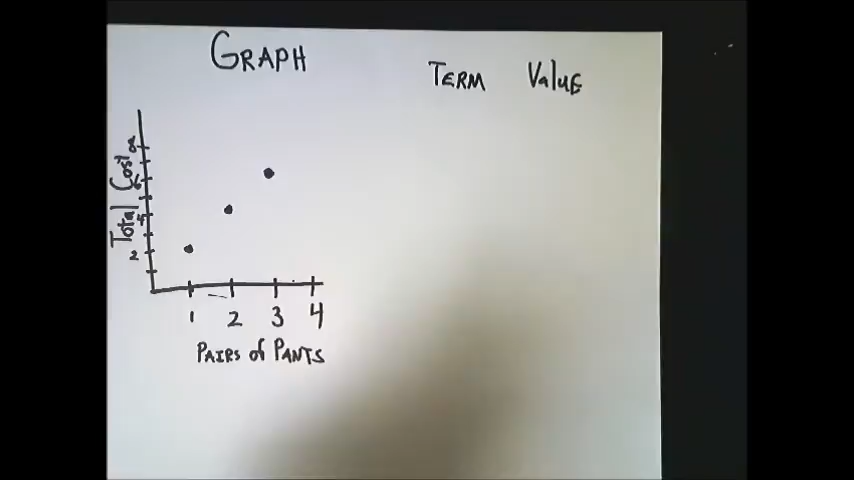 GRAPH
TERM VALUE
8
6
4
2
Total Cost
1 2 3 4
PAIRS of PANTS